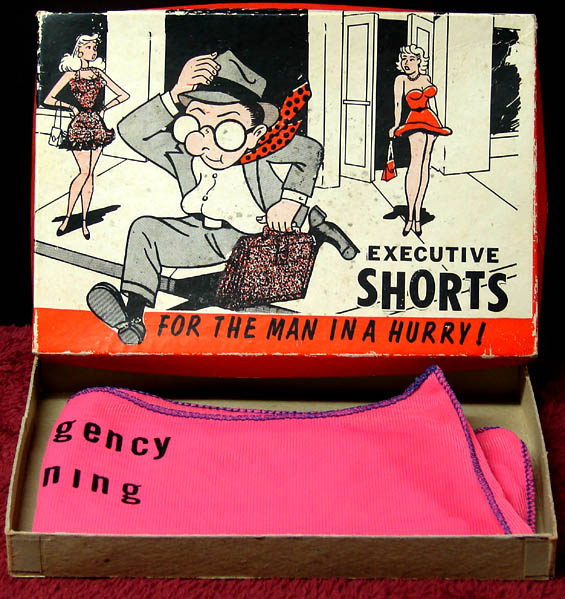 EXECUTIVE
SHORTS
FOR THE MAN IN A HURRY!
gency
ning